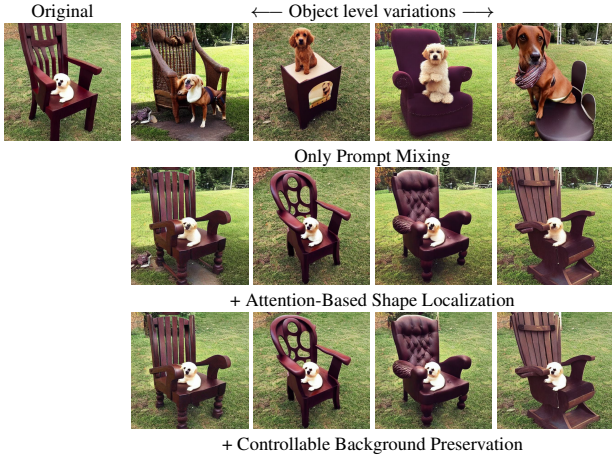 Original
⟵ Object level variations ⟶
Only Prompt Mixing
+ Attention-Based Shape Localization
+ Controllable Background Preservation